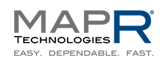 MAPR®
TECHNOLOGIES
EASY. DEPENDABLE. FAST.